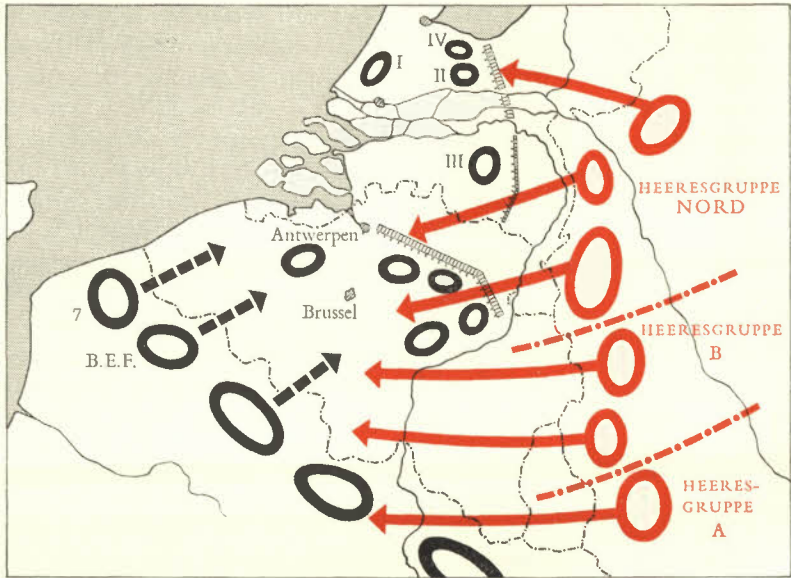 IV
I
II
III
HEERESGRUPPE
NORD
Antwerpen
7
Brussel
B.E.F.
HEERESGRUPPE
B
HEERES-
GRUPPE
A